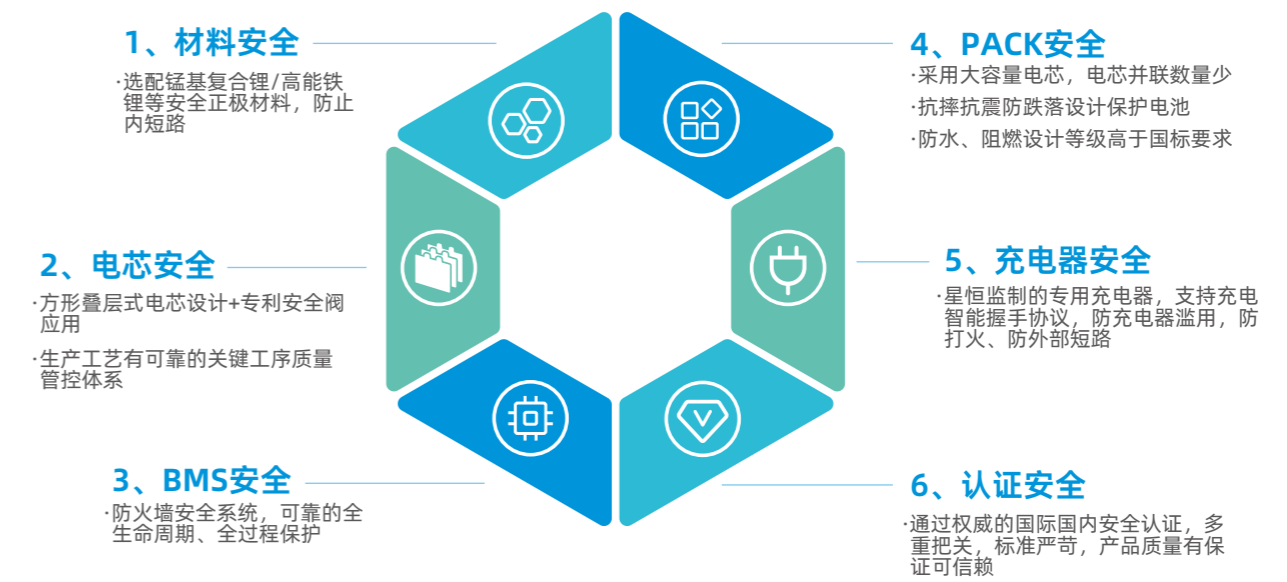 1、材料安全
·选配锰基复合锂/高能铁
锂等安全正极材料，防止
内短路
2、电芯安全
·方形叠层式电芯设计+专利安全阀
应用
·生产工艺有可靠的关键工序质量
管控体系
3、BMS安全
·防火墙安全系统，可靠的全
生命周期、全过程保护
4、PACK安全
·采用大容量电芯，电芯并联数量少
·抗摔抗震防跌落设计保护电池
·防水、阻燃设计等级高于国标要求
5、充电器安全
·星恒监制的专用充电器，支持充电
智能握手协议，防充电器滥用，防
打火、防外部短路
6、认证安全
·通过权威的国际国内安全认证，多
重把关，标准严苛，产品质量有保
证可信赖